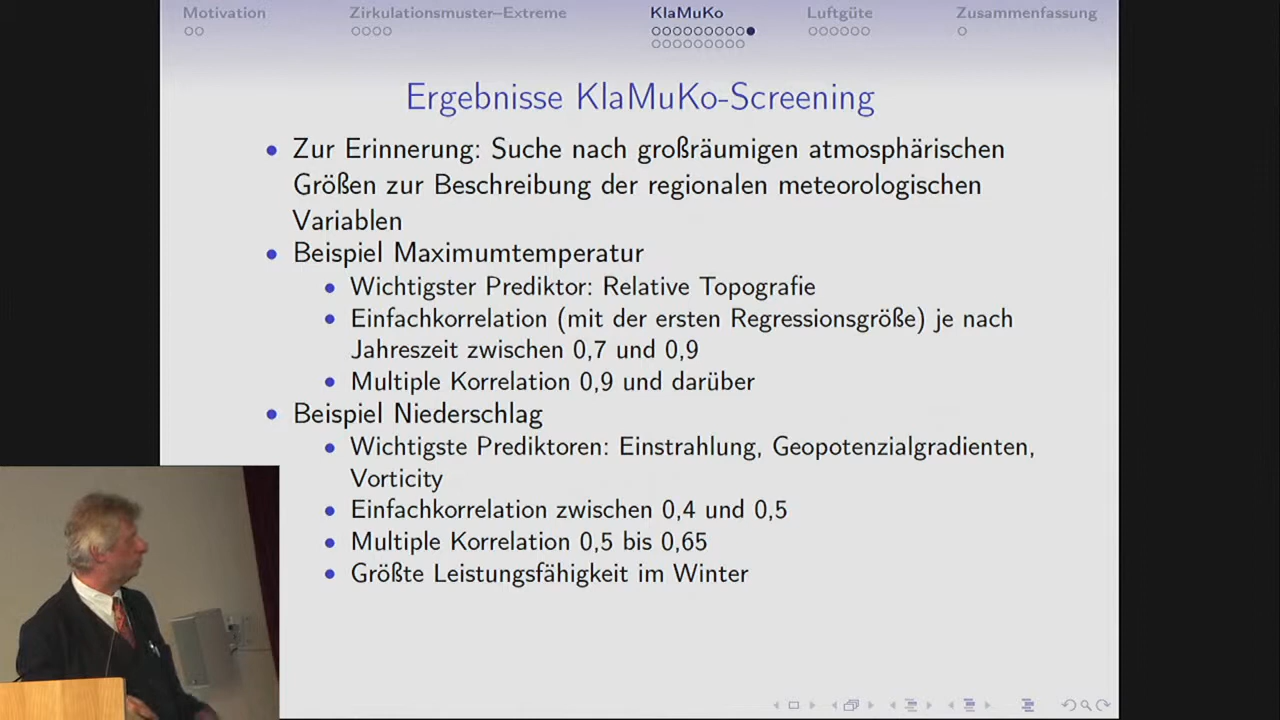 Motivation Zirkulationsmuster–Extreme KlaMuKo Luftgüte Zusammenfassung
Ergebnisse KlaMuKo-Screening
Zur Erinnerung: Suche nach großräumigen atmosphärischen
Größen zur Beschreibung der regionalen meteorologischen
Variablen
Beispiel Maximumtemperatur
Wichtigster Prediktor: Relative Topografie
Einfachkorrelation (mit der ersten Regressionsgröße) je nach
Jahreszeit zwischen 0,7 und 0,9
Multiple Korrelation 0,9 und darüber
Beispiel Niederschlag
Wichtigste Prediktoren: Einstrahlung, Geopotenzialgradienten,
Vorticity
Einfachkorrelation zwischen 0,4 und 0,5
Multiple Korrelation 0,5 bis 0,65
Größte Leistungsfähigkeit im Winter